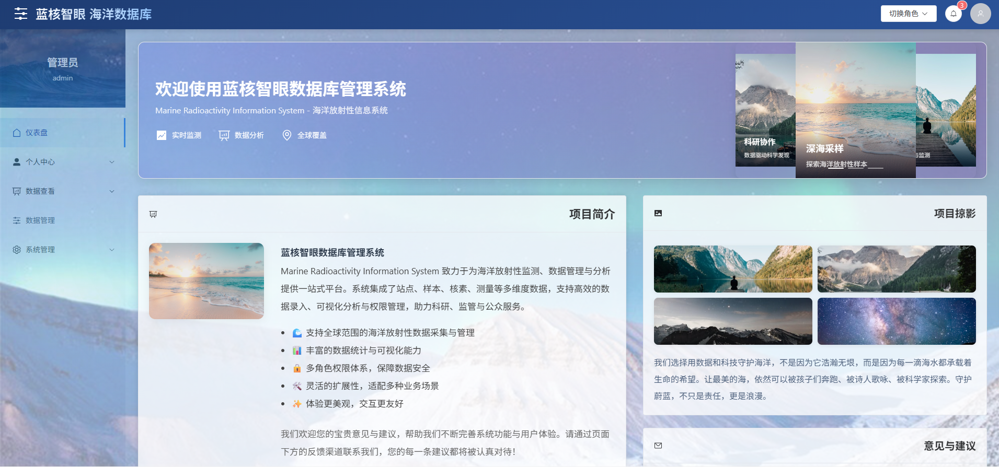 蓝核智眼 海洋数据库
切换角色
3
管理员
admin
仪表盘
个人中心
数据查看
数据管理
系统管理
欢迎使用蓝核智眼数据库管理系统
Marine Radioactivity Information System - 海洋放射性信息系统
实时监测
数据分析
全球覆盖
科研协作
数据驱动科学发现
深海采样
探索海洋放射性样本
与监测
项目简介
蓝核智眼数据库管理系统
Marine Radioactivity Information System 致力于为海洋放射性监测、数据管理与分析
提供一站式平台。系统集成了站点、样本、核素、测量等多维度数据，支持高效的数
据录入、可视化分析与权限管理，助力科研、监管与公众服务。
• 🌊 支持全球范围的海洋放射性数据采集与管理
• 📊 丰富的数据统计与可视化能力
• 🔒 多角色权限体系，保障数据安全
• 🛠️ 灵活的扩展性，适配多种业务场景
• ✨ 体验更美观，交互更友好
我们欢迎您的宝贵意见与建议，帮助我们不断完善系统功能与用户体验。请通过页面
下方的反馈渠道联系我们，您的每一条建议都将被认真对待！
项目掠影
我们选择用数据和科技守护海洋，不是因为它浩瀚无垠，而是因为每一滴海水都承载着
生命的希望。让最美的海，依然可以被孩子们奔跑、被诗人歌咏、被科学家探索。守护
蔚蓝，不只是责任，更是浪漫。
意见与建议